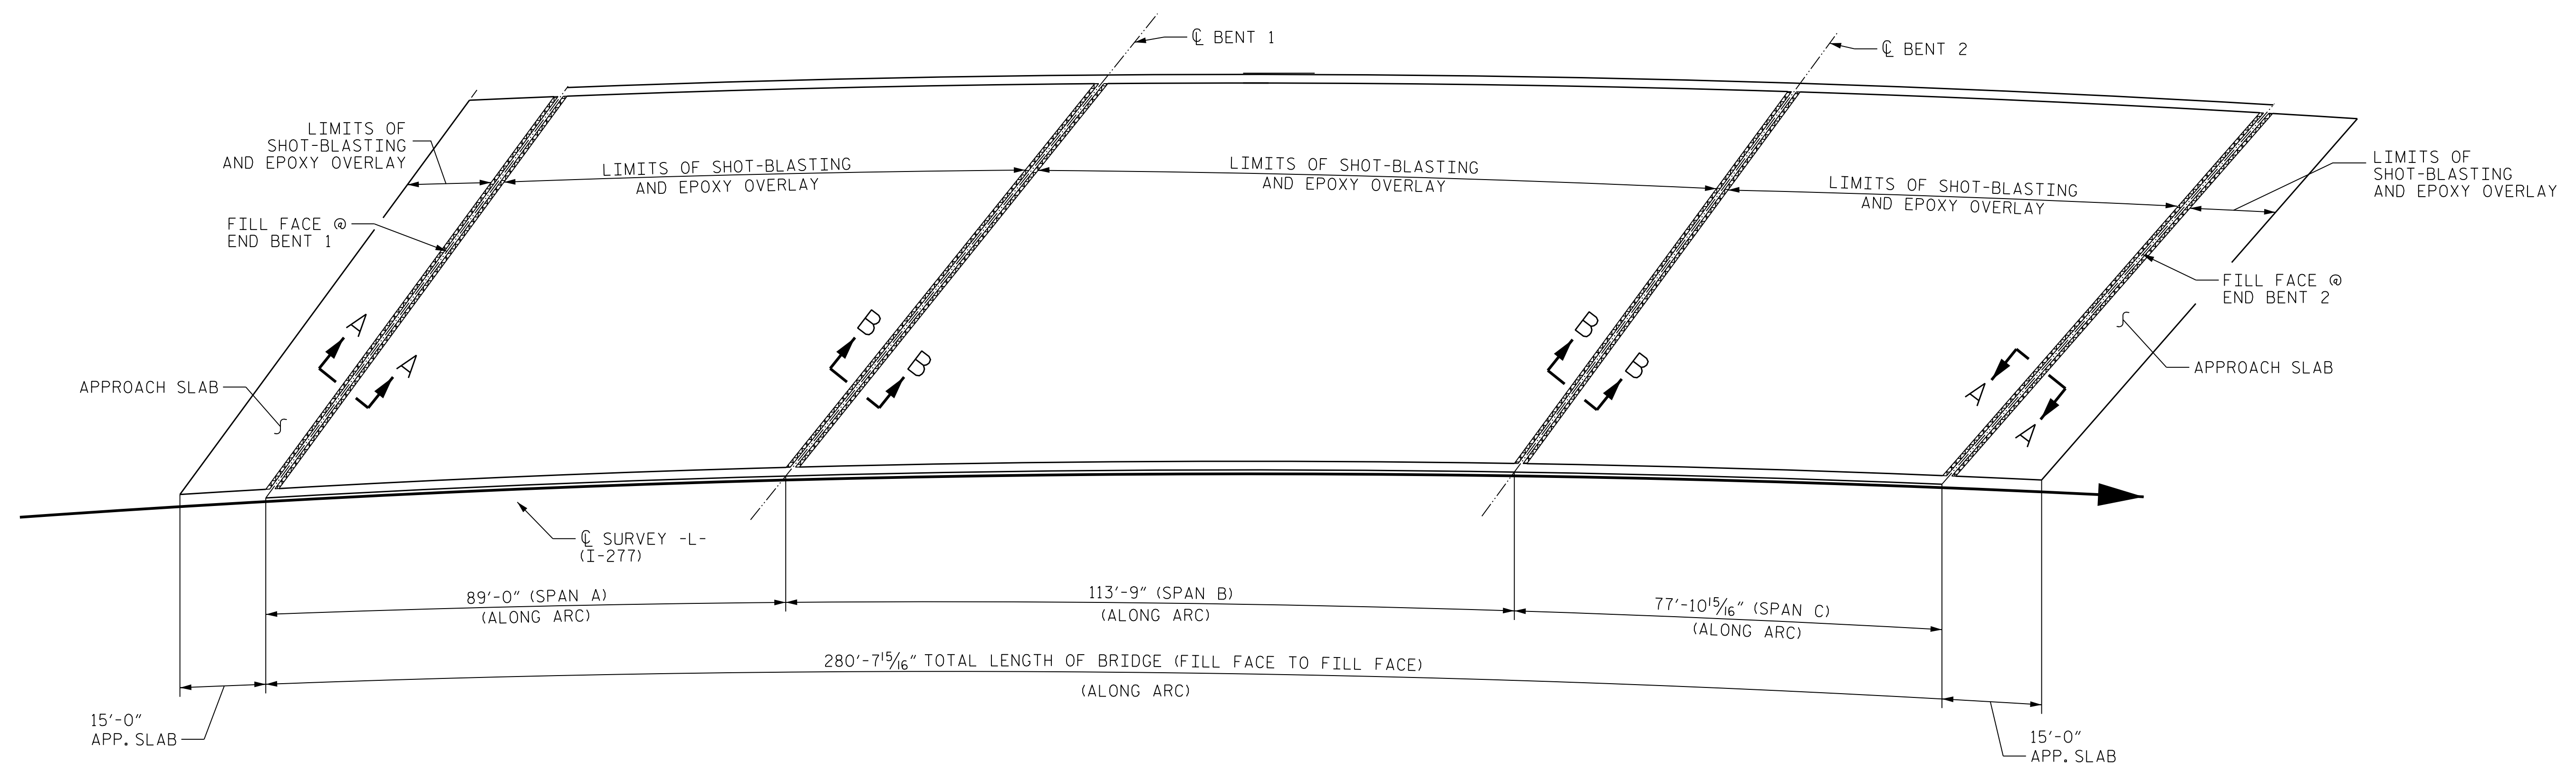 ℄ BENT 1
℄ BENT 2
LIMITS OF
SHOT-BLASTING
AND EPOXY OVERLAY
LIMITS OF SHOT-BLASTING
AND EPOXY OVERLAY
LIMITS OF SHOT-BLASTING
AND EPOXY OVERLAY
LIMITS OF SHOT-BLASTING
AND EPOXY OVERLAY
LIMITS OF
SHOT-BLASTING
AND EPOXY OVERLAY
FILL FACE @
END BENT 1
FILL FACE @
END BENT 2
A
A
B
B
B
B
A
A
APPROACH SLAB
APPROACH SLAB
℄ SURVEY -L-
(I-277)
89'-0" (SPAN A)
(ALONG ARC)
113'-9" (SPAN B)
(ALONG ARC)
77'-10 15/16" (SPAN C)
(ALONG ARC)
280'-7 15/16" TOTAL LENGTH OF BRIDGE (FILL FACE TO FILL FACE)
(ALONG ARC)
15'-0"
APP. SLAB
15'-0"
APP. SLAB